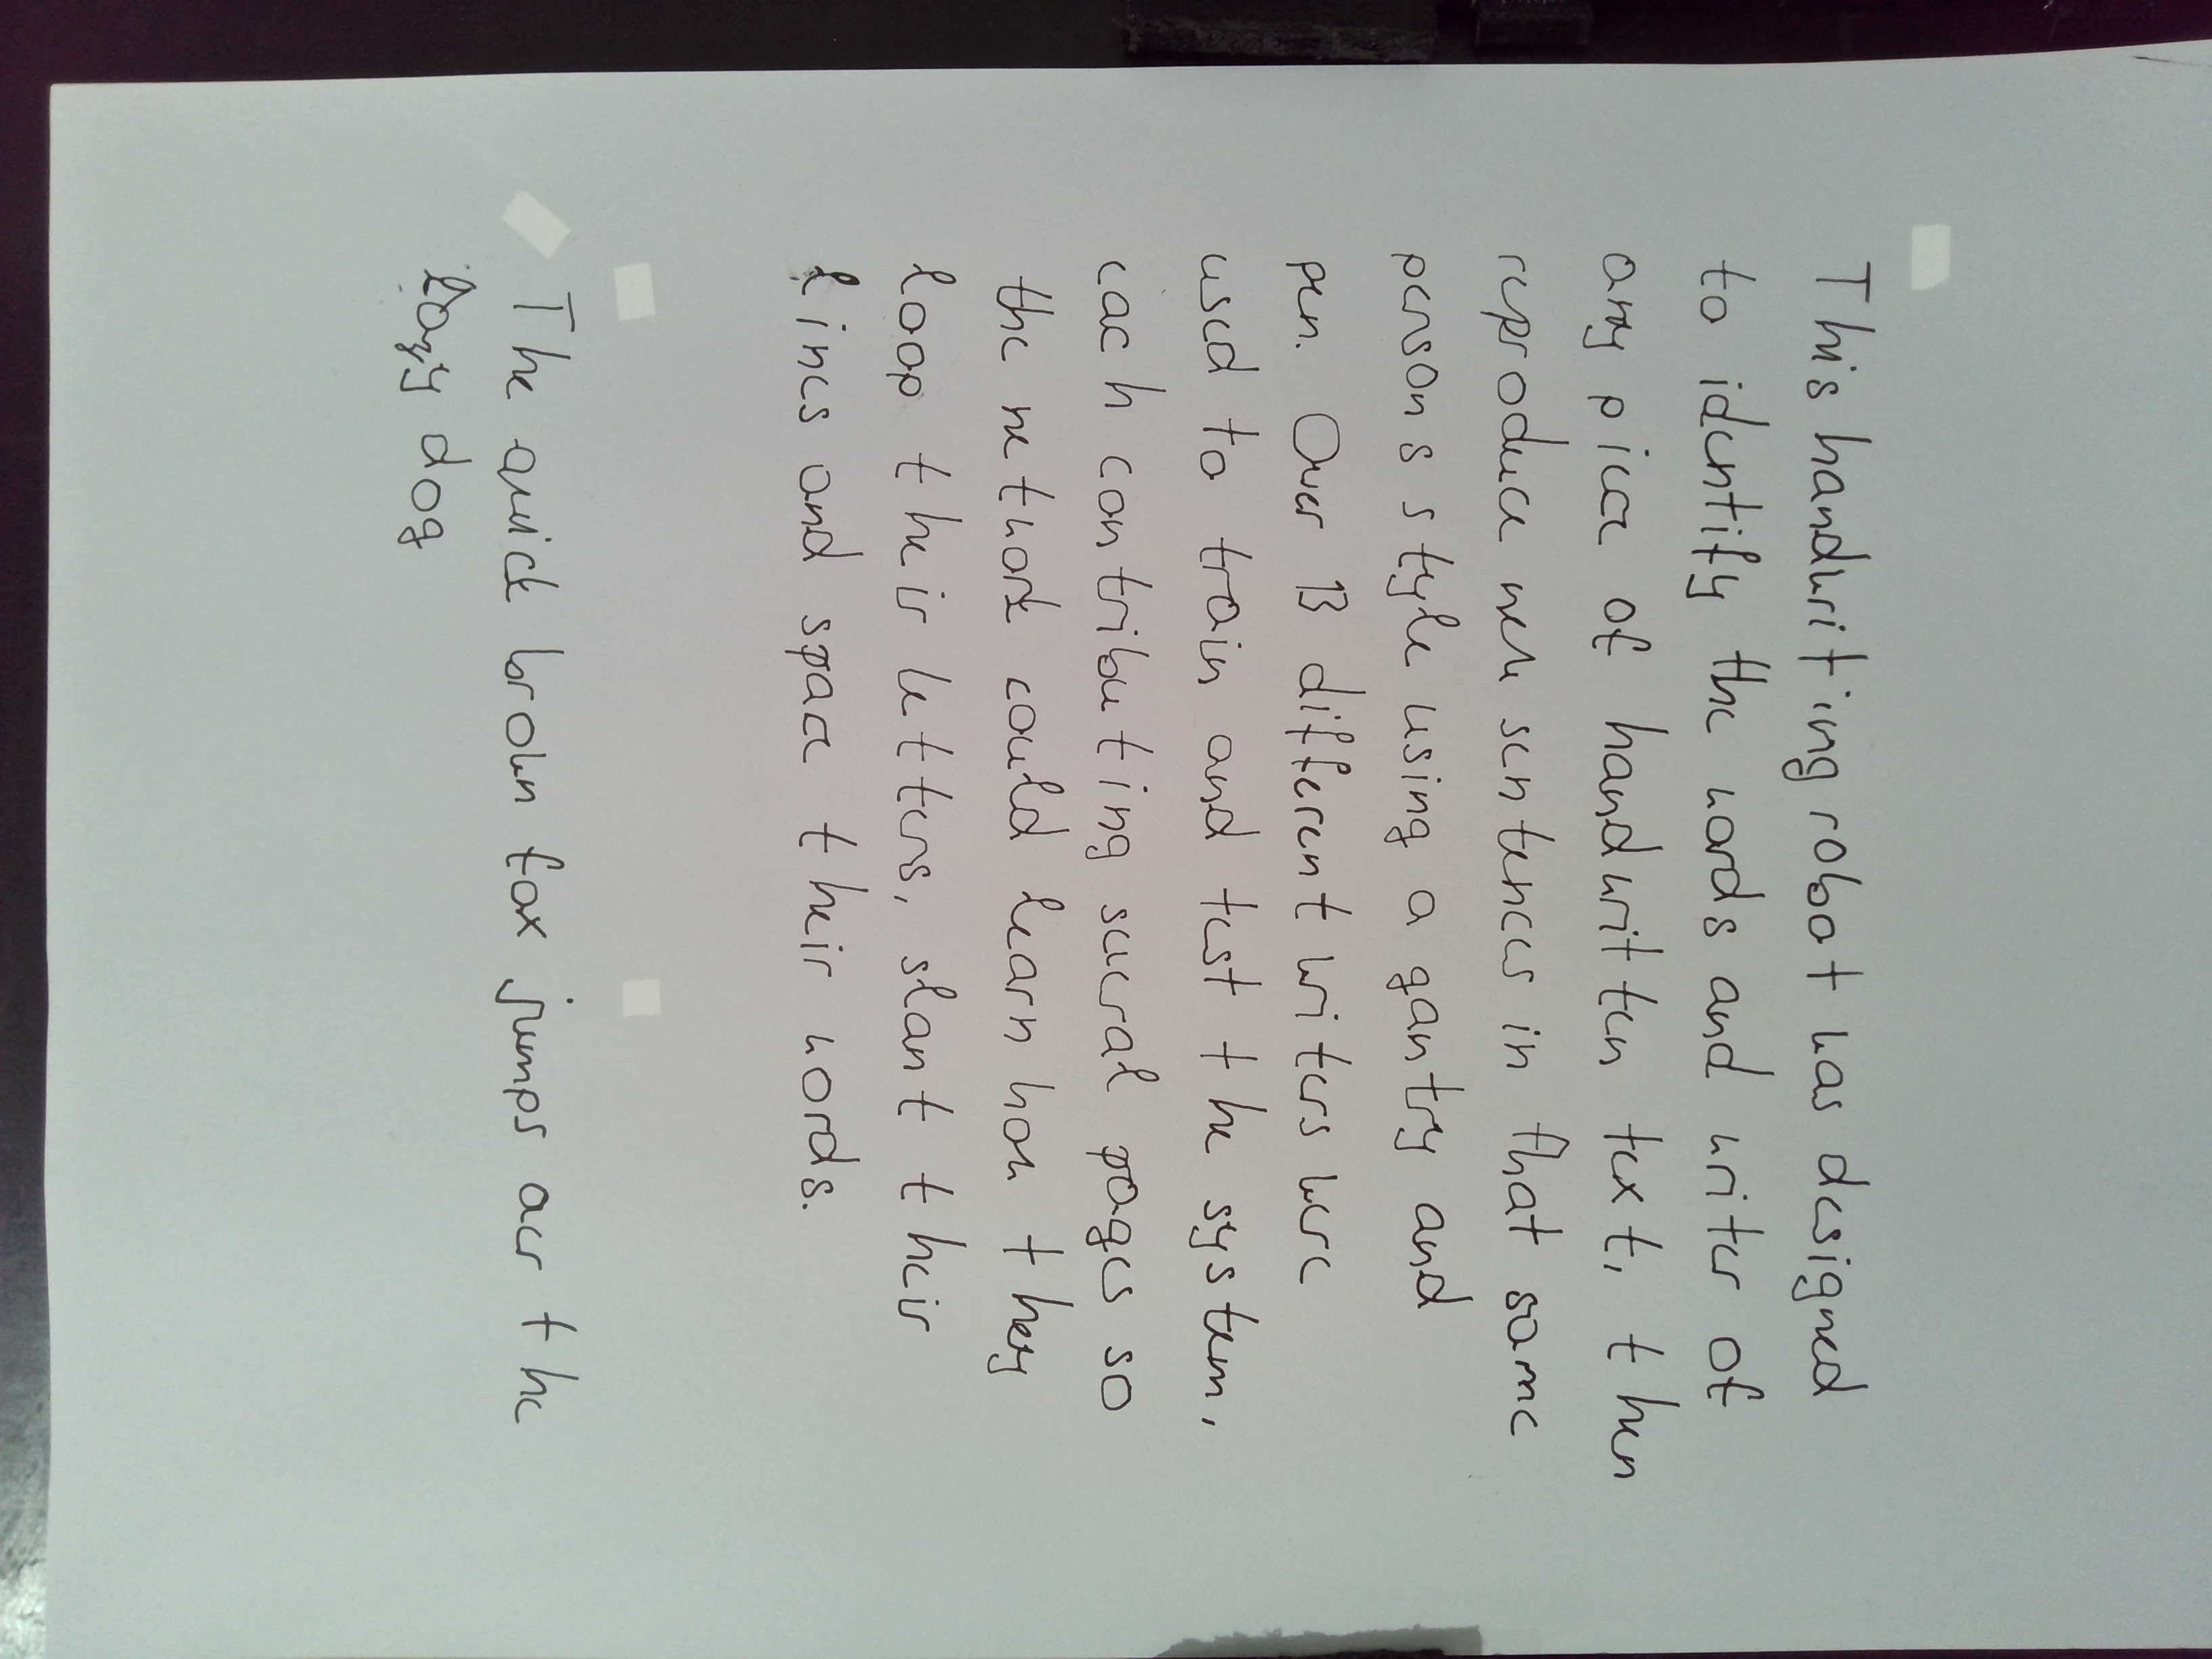 This handwriting robot was designed
to identify the words and writer of
any piece of handwritten text, then
reproduce new sentences in that same
persons style using a gantry and
pen. Over 13 different writers were
used to train and test the system,
each contributing several pages so
the network could learn how they
loop their letters, slant their
lines and space their words.
The quick brown fox jumps over the
lazy dog